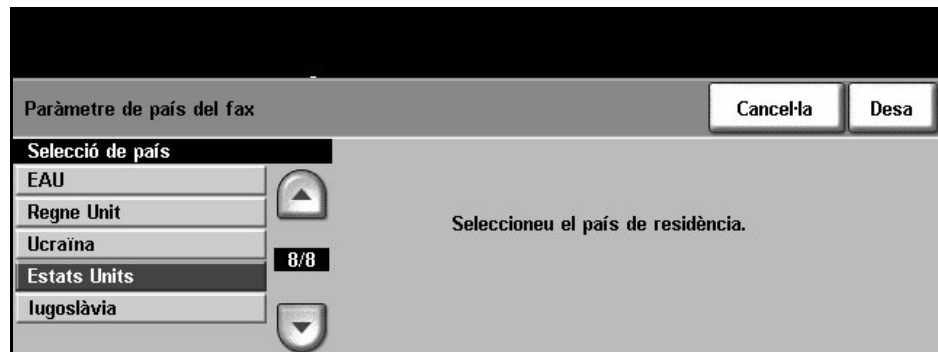 Paràmetre de país del fax
Cancel·la
Desa
Selecció de país
EAU
Regne Unit
Ucraïna
Estats Units
Iugoslàvia
8/8
Seleccioneu el país de residència.